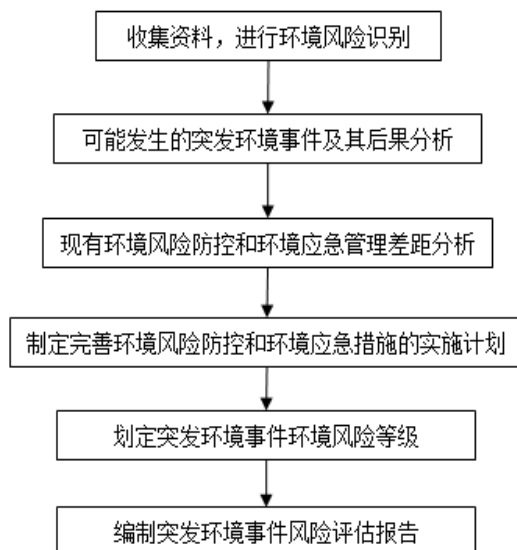 收集资料，进行环境风险识别
可能发生的突发环境事件及其后果分析
现有环境风险防控和环境应急管理差距分析
制定完善环境风险防控和环境应急措施的实施计划
划定突发环境事件环境风险等级
编制突发环境事件风险评估报告